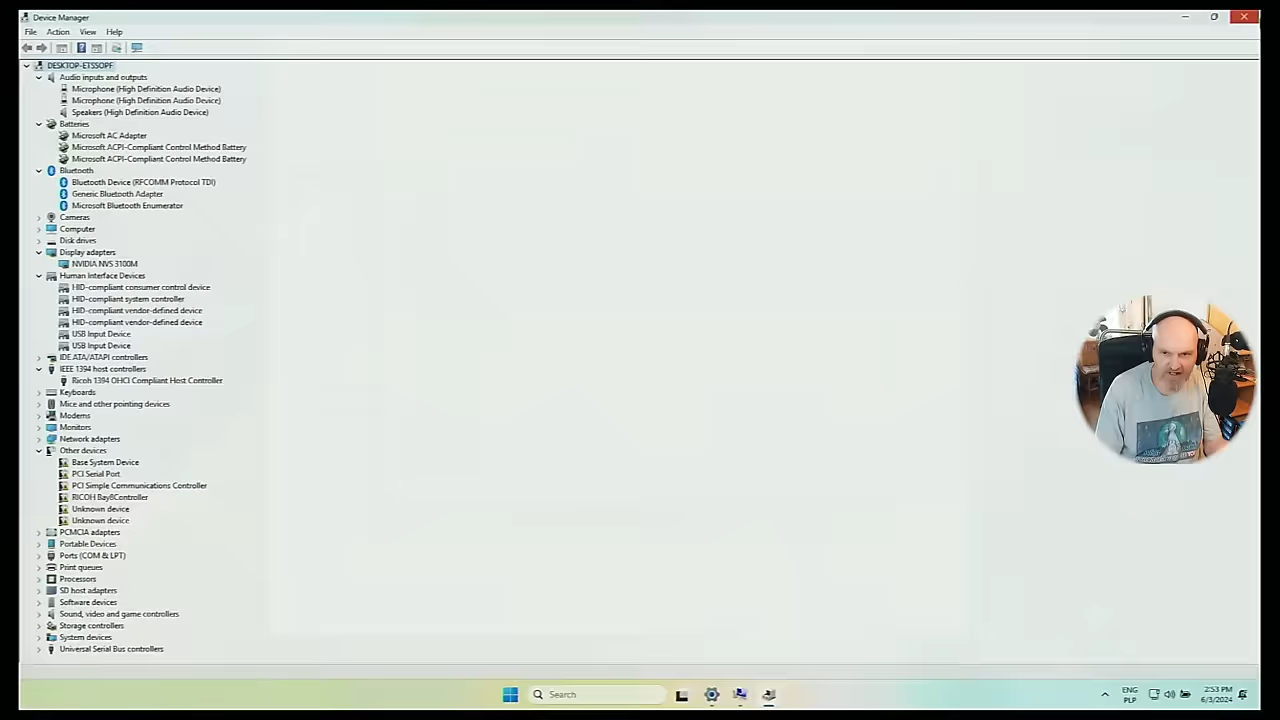 Device Manager
File Action View Help
DESKTOP-ETSSOPF
Audio inputs and outputs
Microphone (High Definition Audio Device)
Microphone (High Definition Audio Device)
Speakers (High Definition Audio Device)
Batteries
Microsoft AC Adapter
Microsoft ACPI-Compliant Control Method Battery
Microsoft ACPI-Compliant Control Method Battery
Bluetooth
Bluetooth Device (RFCOMM Protocol TDI)
Generic Bluetooth Adapter
Microsoft Bluetooth Enumerator
Cameras
Computer
Disk drives
Display adapters
NVIDIA NVS 3100M
Human Interface Devices
HID-compliant consumer control device
HID-compliant system controller
HID-compliant vendor-defined device
HID-compliant vendor-defined device
USB Input Device
USB Input Device
IDE ATA/ATAPI controllers
IEEE 1394 host controllers
Ricoh 1394 OHCI Compliant Host Controller
Keyboards
Mice and other pointing devices
Modems
Monitors
Network adapters
Other devices
Base System Device
PCI Serial Port
PCI Simple Communications Controller
RICOH Bay8Controller
Unknown device
Unknown device
PCMCIA adapters
Portable Devices
Ports (COM & LPT)
Print queues
Processors
SD host adapters
Software devices
Sound, video and game controllers
Storage controllers
System devices
Universal Serial Bus controllers
Search
ENG
PLP
2:53 PM
6/3/2024